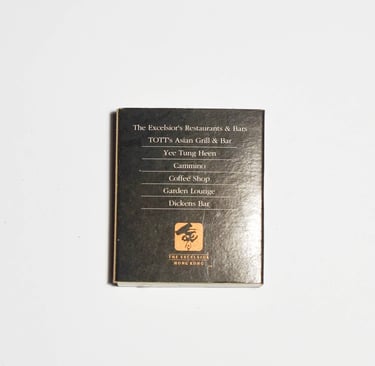 The Excelsior's Restaurants & Bars
TOTT's Asian Grill & Bar
Yee Tung Heen
Cammino
Coffee Shop
Garden Lounge
Dickens Bar
THE EXCELSIOR
HONG KONG